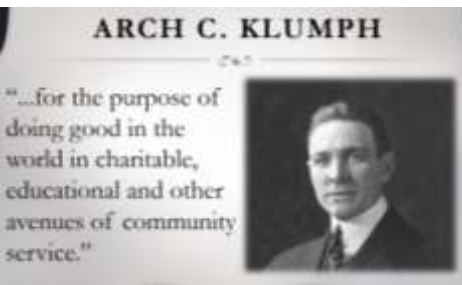 ARCH C. KLUMPH
"...for the purpose of
doing good in the
world in charitable,
educational and other
avenues of community
service."